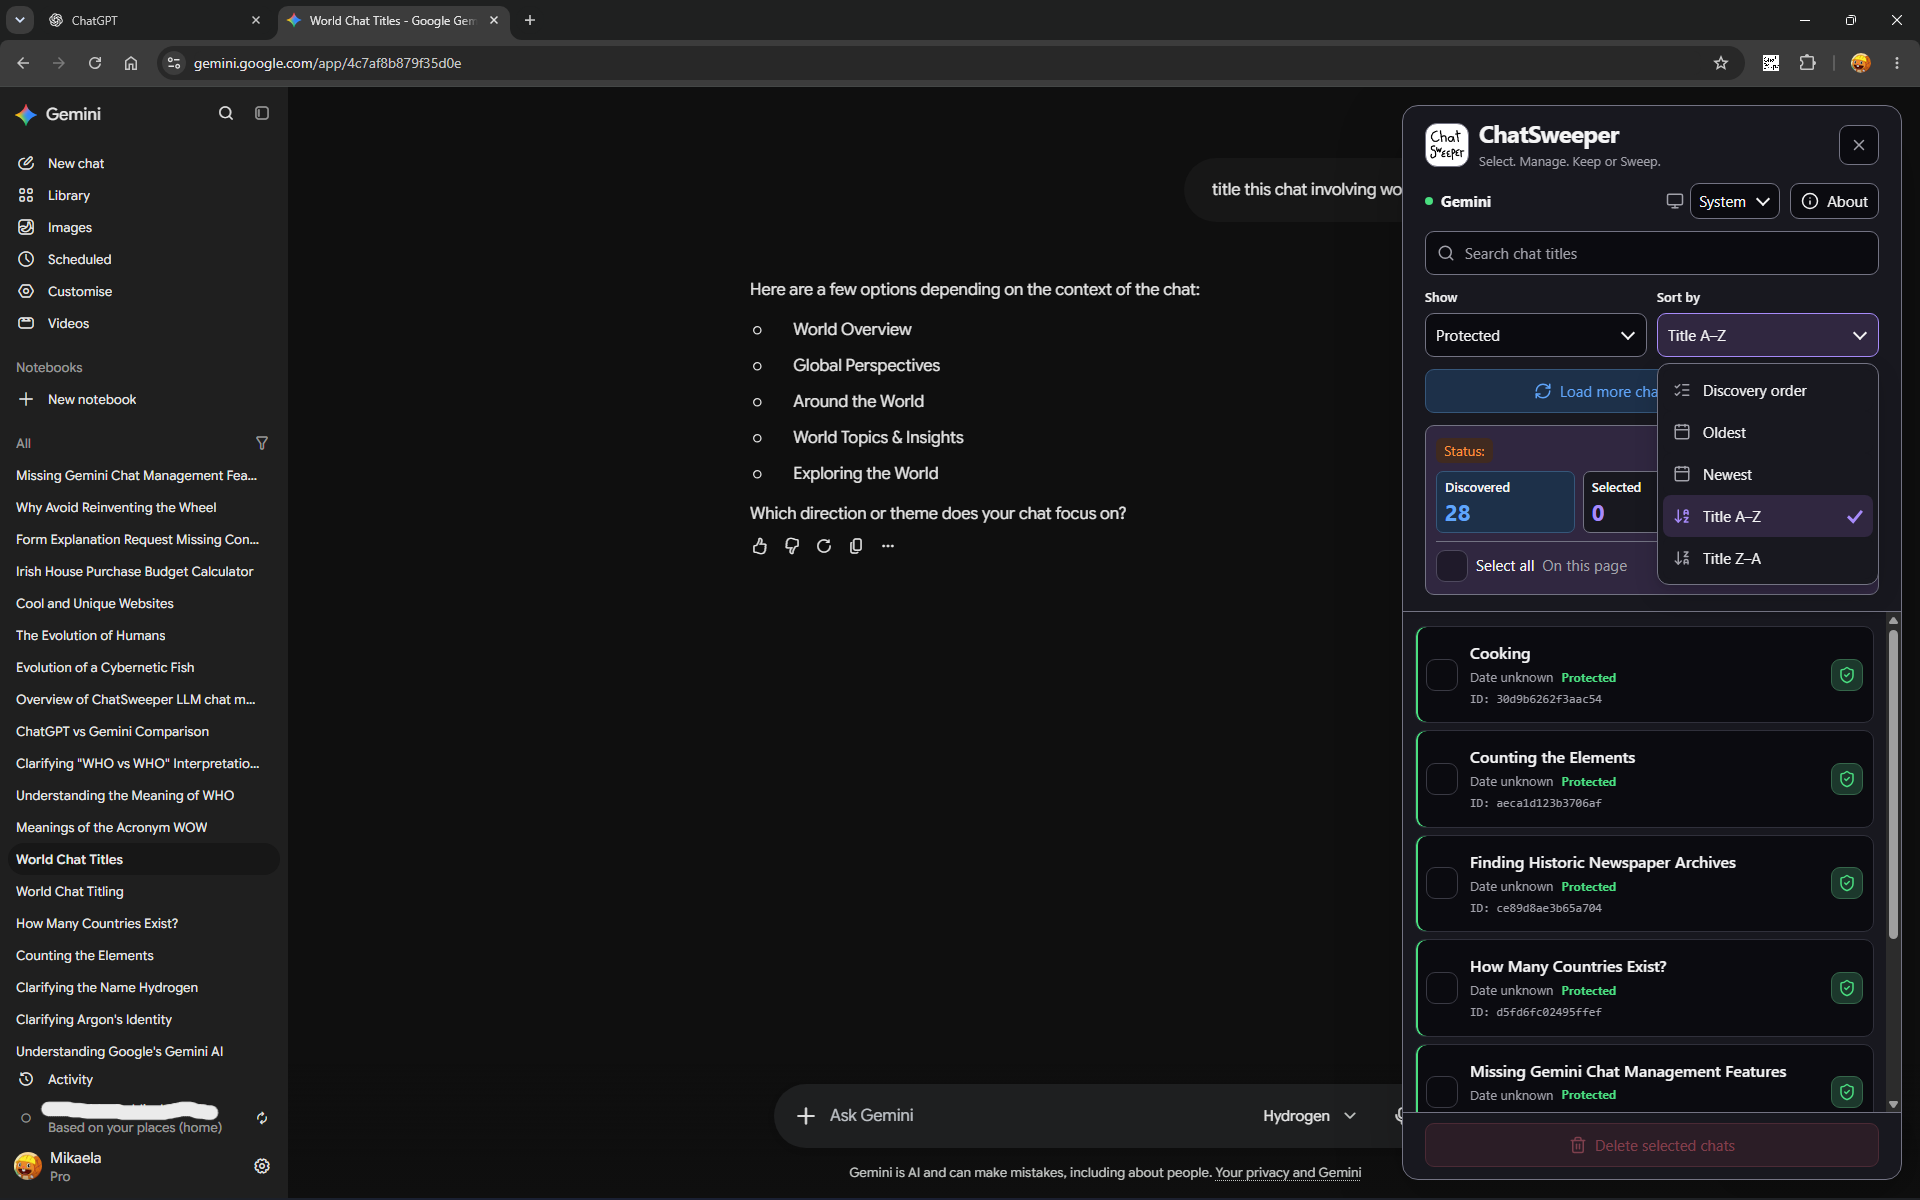 ChatGPT
World Chat Titles - Google Gem
gemini.google.com/app/4c7af8b879f35d0e
Gemini
New chat
Library
Images
Scheduled
Customise
Videos
Notebooks
New notebook
All
Missing Gemini Chat Management Fea...
Why Avoid Reinventing the Wheel
Form Explanation Request Missing Con...
Irish House Purchase Budget Calculator
Cool and Unique Websites
The Evolution of Humans
Evolution of a Cybernetic Fish
Overview of ChatSweeper LLM chat m...
ChatGPT vs Gemini Comparison
Clarifying "WHO vs WHO" Interpretatio...
Understanding the Meaning of WHO
Meanings of the Acronym WOW
World Chat Titles
World Chat Titling
How Many Countries Exist?
Counting the Elements
Clarifying the Name Hydrogen
Clarifying Argon's Identity
Understanding Google's Gemini AI
Activity
Based on your places (home)
Mikaela
Pro
title this chat involving wo
Here are a few options depending on the context of the chat:
World Overview
Global Perspectives
Around the World
World Topics & Insights
Exploring the World
Which direction or theme does your chat focus on?
Ask Gemini
Hydrogen
Gemini is AI and can make mistakes, including about people. Your privacy and Gemini
Chat
Sweeper
ChatSweeper
Select. Manage. Keep or Sweep.
Gemini
System
About
Search chat titles
Show
Sort by
Protected
Title A–Z
Load more cha
Discovery order
Oldest
Newest
Title A–Z
Title Z–A
Status:
Discovered
28
Selected
0
Select all On this page
Cooking
Date unknown Protected
ID: 30d9b6262f3aac54
Counting the Elements
Date unknown Protected
ID: aeca1d123b3706af
Finding Historic Newspaper Archives
Date unknown Protected
ID: ce89d8ae3b65a704
How Many Countries Exist?
Date unknown Protected
ID: d5fd6fc02495ffef
Missing Gemini Chat Management Features
Date unknown Protected
Delete selected chats